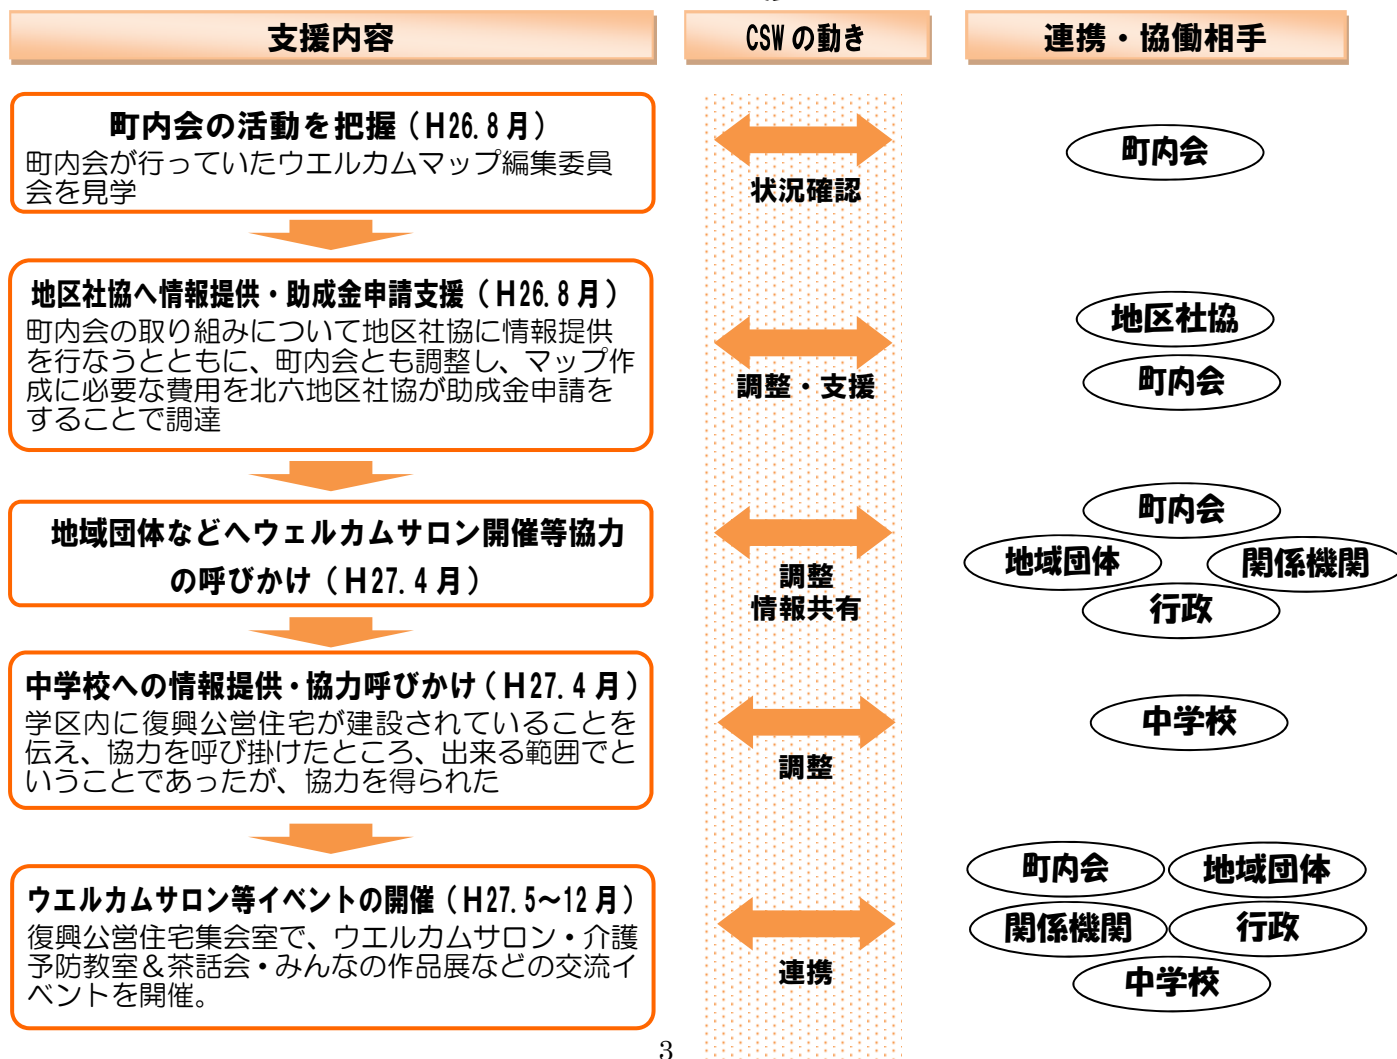 支援内容
CSWの動き
連携・協働相手
町内会の活動を把握(H26.8月)
町内会が行っていたウエルカムマップ編集委員
会を見学
状況確認
町内会
地区社協へ情報提供・助成金申請支援(H26.8月)
町内会の取り組みについて地区社協に情報提供
を行なうとともに、町内会とも調整し、マップ作
成に必要な費用を北六地区社協が助成金申請を
することで調達
調整・支援
地区社協
町内会
地域団体などへウェルカムサロン開催等協力
の呼びかけ(H27.4月)
調整
情報共有
町内会
地域団体
関係機関
行政
中学校への情報提供・協力呼びかけ(H27.4月)
学区内に復興公営住宅が建設されていることを
伝え、協力を呼び掛けたところ、出来る範囲でと
いうことであったが、協力を得られた
調整
中学校
ウエルカムサロン等イベントの開催(H27.5~12月)
復興公営住宅集会室で、ウエルカムサロン・介護
予防教室&茶話会・みんなの作品展などの交流イ
ベントを開催。
連携
町内会
地域団体
関係機関
行政
中学校
3